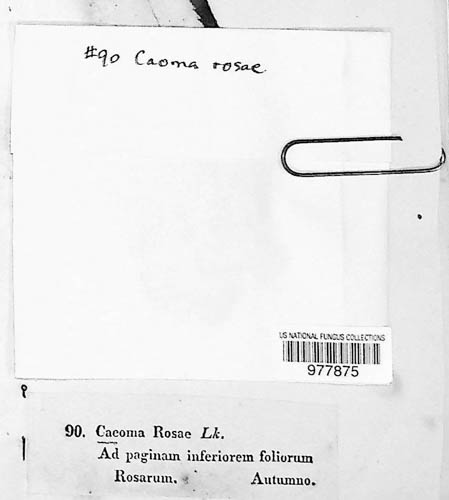 #90 Caoma rosae
US NATIONAL FUNGUS COLLECTIONS
977875
90. Caeoma Rosae Lk.
Ad paginam inferiorem foliorum
Rosarum. Autumno.